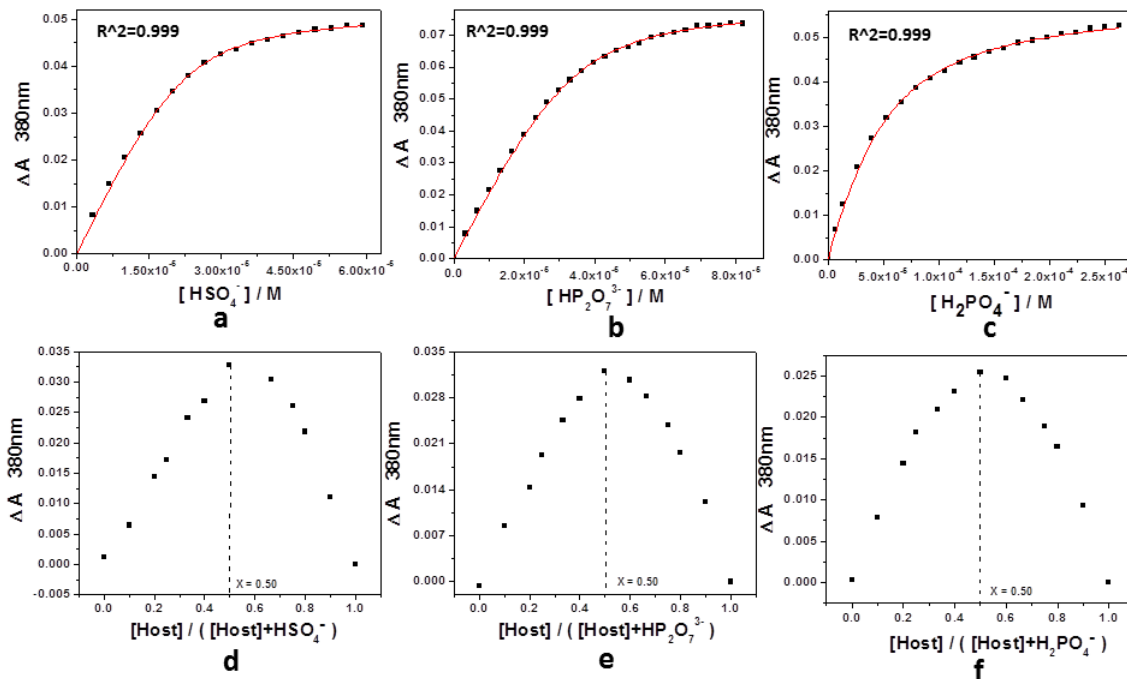 R^2=0.999
0.05
0.04
0.03
0.02
0.01
0.00
Δ A 380nm
0.00 1.50x10⁻⁵ 3.00x10⁻⁵ 4.50x10⁻⁵ 6.00x10⁻⁵
[ HSO₄⁻ ] / M
a
R^2=0.999
0.07
0.06
0.04
0.03
0.01
0.00
Δ A 380nm
0.0 2.0x10⁻⁵ 4.0x10⁻⁵ 6.0x10⁻⁵ 8.0x10⁻⁵
[ HP₂O₇³⁻ ] / M
b
R^2=0.999
0.05
0.04
0.03
0.02
0.01
0.00
Δ A 380nm
0.0 5.0x10⁻⁵ 1.0x10⁻⁴ 1.5x10⁻⁴ 2.0x10⁻⁴ 2.5x10⁻⁴
[ H₂PO₄⁻ ] / M
c
0.035
0.030
0.025
0.020
0.015
0.010
0.005
0.000
-0.005
Δ A 380nm
X = 0.50
0.0 0.2 0.4 0.6 0.8 1.0
[Host] / ( [Host]+HSO₄⁻ )
d
0.035
0.028
0.021
0.014
0.007
0.000
Δ A 380nm
X = 0.50
0.0 0.2 0.4 0.6 0.8 1.0
[Host] / ( [Host]+HP₂O₇³⁻ )
e
0.025
0.020
0.015
0.010
0.005
0.000
Δ A 380nm
X = 0.50
0.0 0.2 0.4 0.6 0.8 1.0
[Host] / ( [Host]+H₂PO₄⁻ )
f